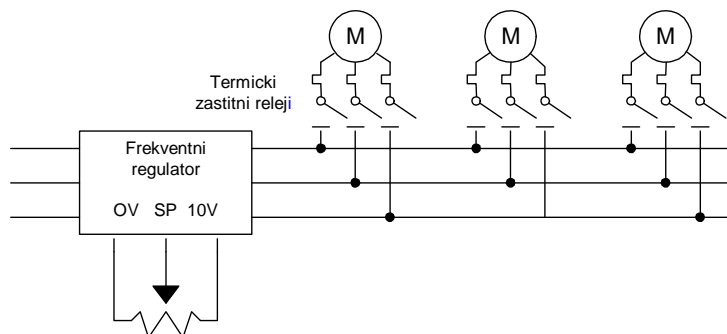 M M M
Termicki
zastitni releji
Frekventni
regulator
OV SP 10V